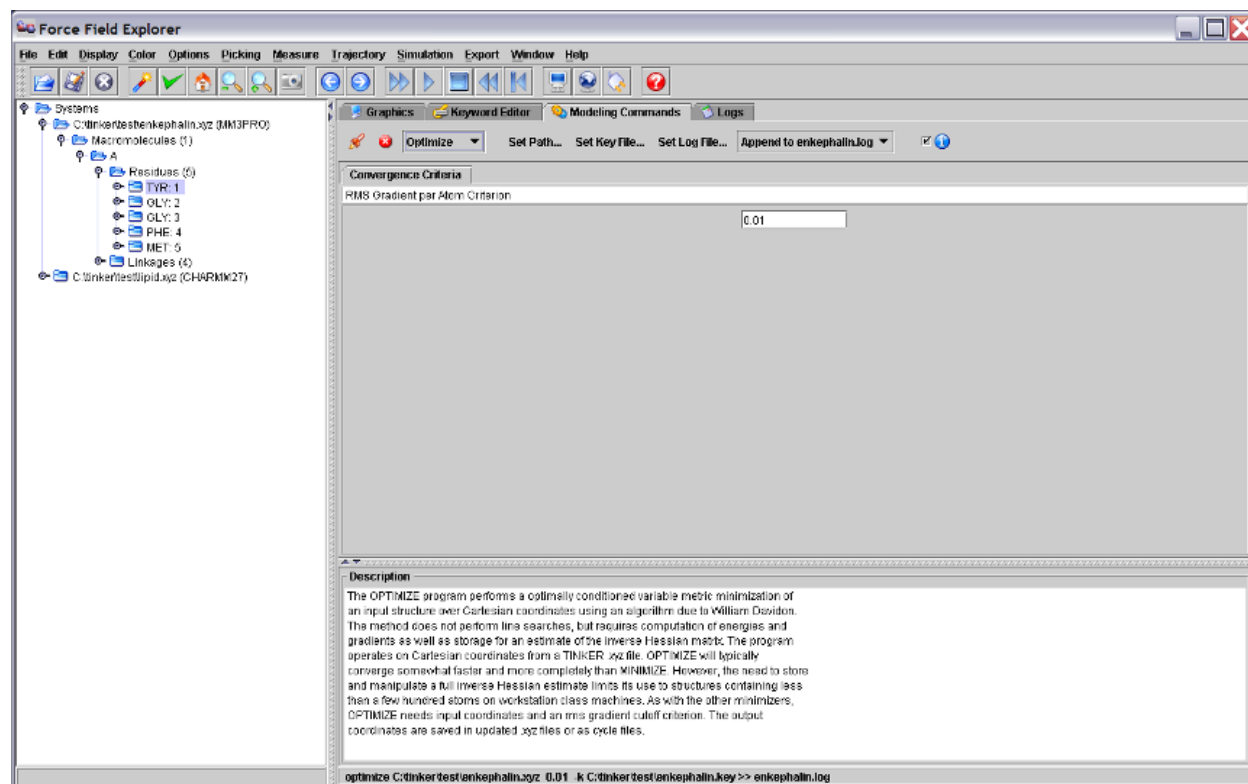 Force Field Explorer
File Edit Display Color Options Picking Measure Trajectory Simulation Export Window Help
Systems
C:\tinker\test\enkephalin.xyz (MM3PRO)
Macromolecules (1)
A
Residues (5)
TYR: 1
GLY: 2
GLY: 3
PHE: 4
MET: 5
Linkages (4)
C:\tinker\test\lipid.xyz (CHARMM27)
Graphics Keyword Editor Modeling Commands Logs
Optimize Set Path... Set Key File... Set Log File... Append to enkephalin.log
Convergence Criteria
RMS Gradient per Atom Criterion
0.01
Description
The OPTIMIZE program performs a optimally conditioned variable metric minimization of
an input structure over Cartesian coordinates using an algorithm due to William Davidon.
The method does not perform line searches, but requires computation of energies and
gradients as well as storage for an estimate of the inverse Hessian matrix. The program
operates on Cartesian coordinates from a TINKER .xyz file. OPTIMIZE will typically
converge somewhat faster and more completely than MINIMIZE. However, the need to store
and manipulate a full inverse Hessian estimate limits its use to structures containing less
than a few hundred atoms on workstation class machines. As with the other minimizers,
OPTIMIZE needs input coordinates and an rms gradient cutoff criterion. The output
coordinates are saved in updated .xyz files or as cycle files.
optimize C:\tinker\test\enkephalin.xyz 0.01 -k C:\tinker\test\enkephalin.key >> enkephalin.log